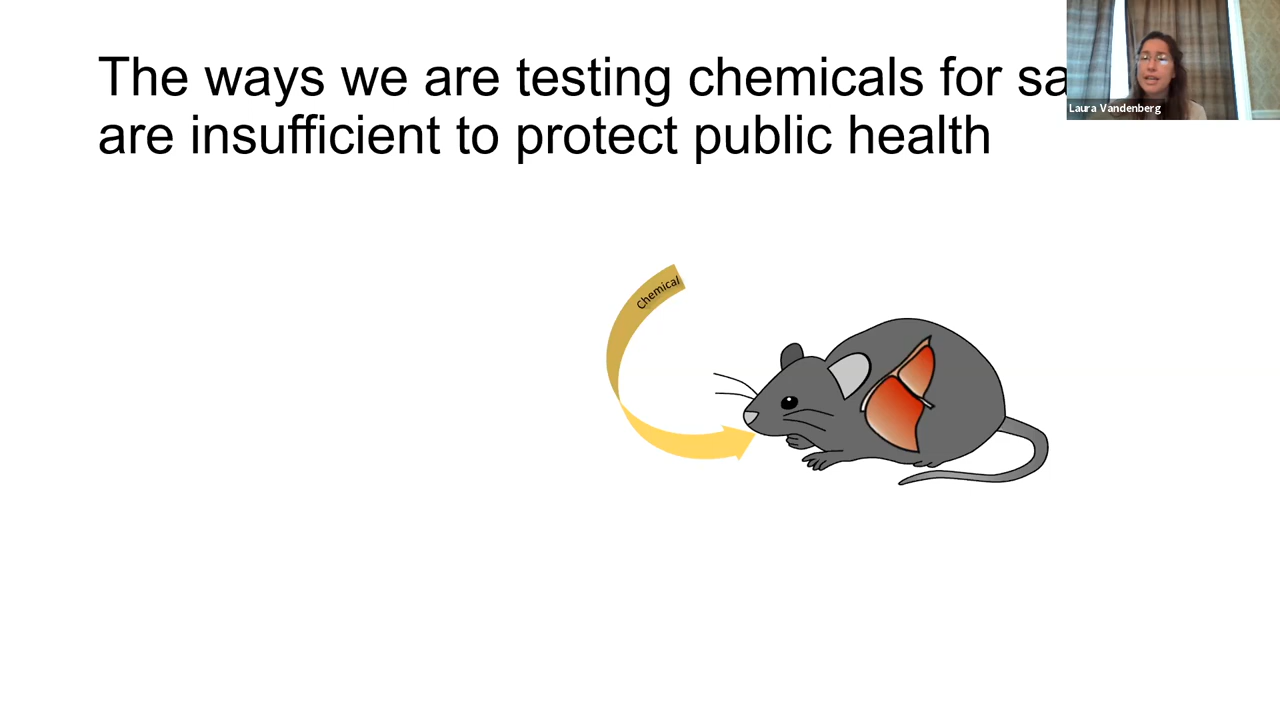 The ways we are testing chemicals for sa
are insufficient to protect public health
Laura Vandenberg
Chemical